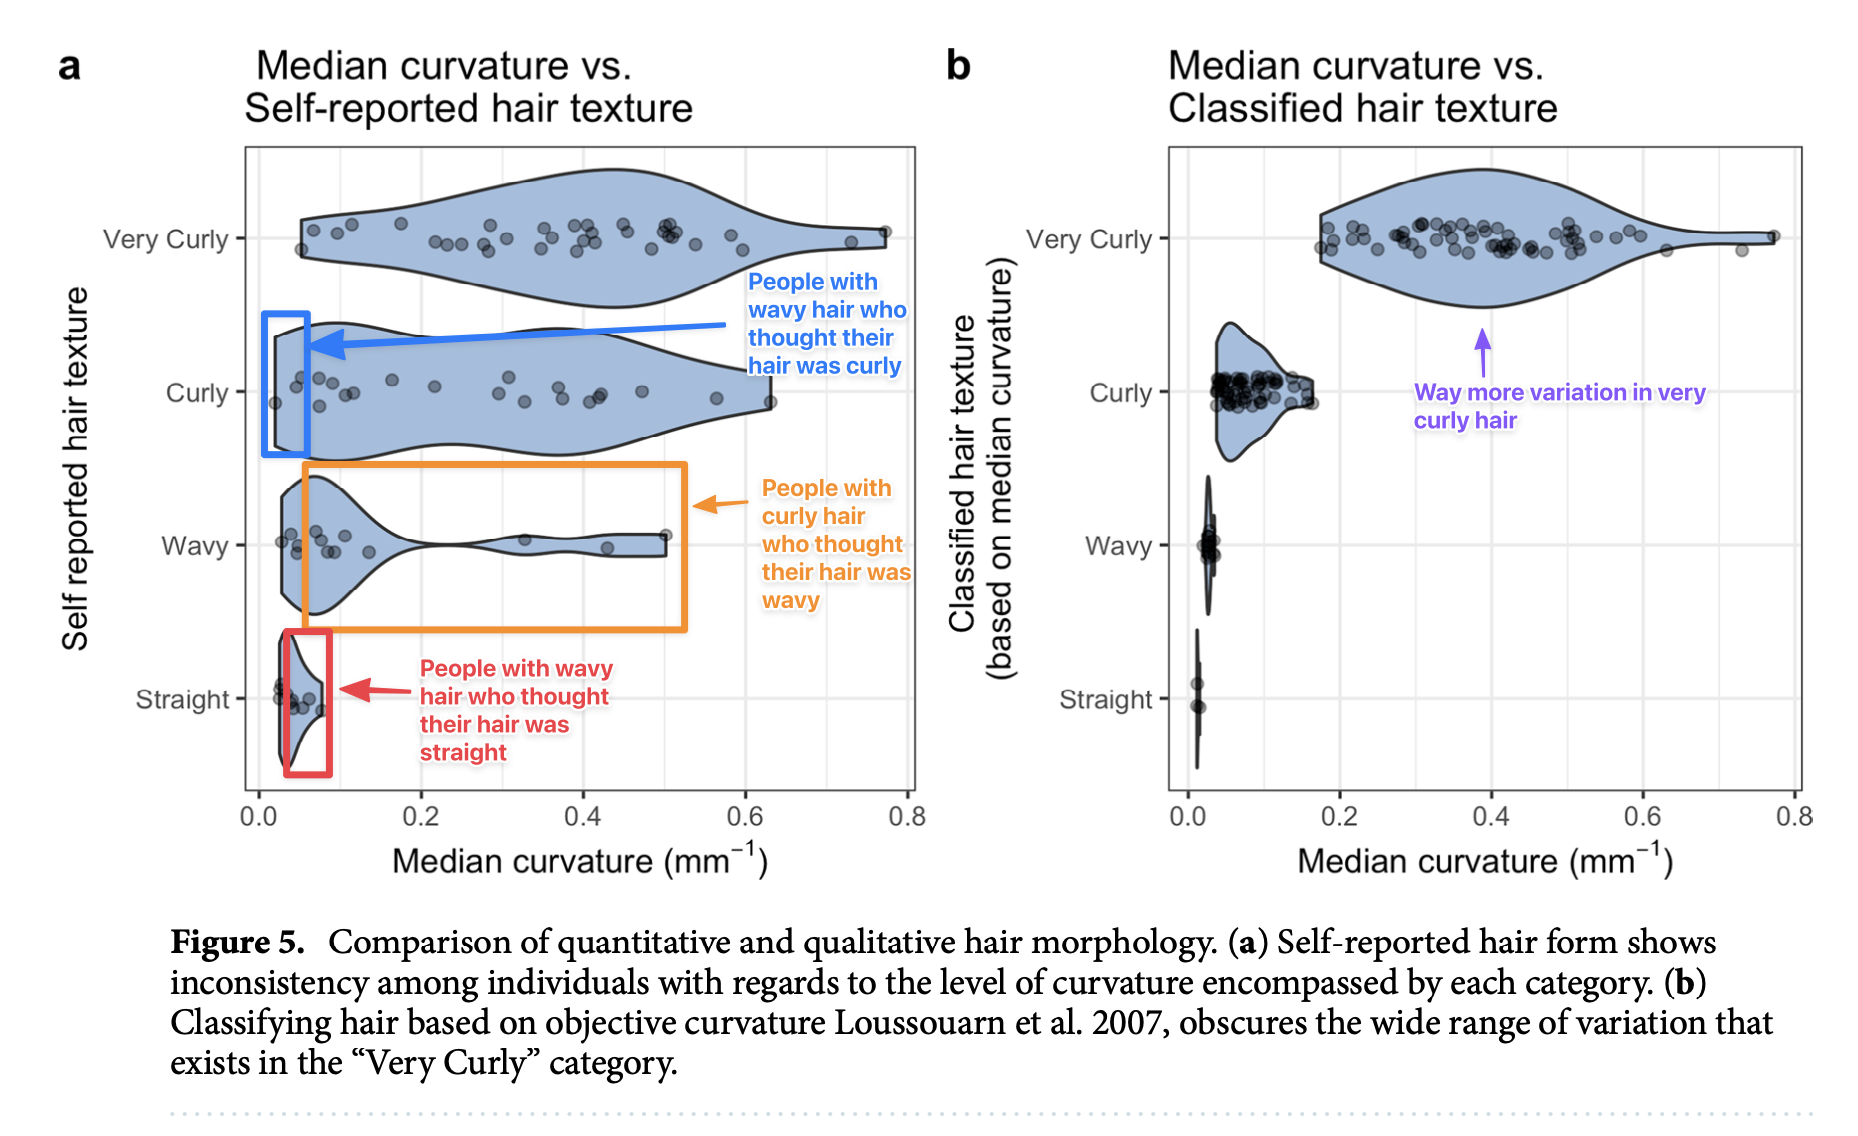 a
Median curvature vs.
Self-reported hair texture
Self reported hair texture
Very Curly
Curly
Wavy
Straight
People with
wavy hair who
thought their
hair was curly
People with
curly hair
who thought
their hair was
wavy
People with wavy
hair who thought
their hair was
straight
0.0 0.2 0.4 0.6 0.8
Median curvature (mm⁻¹)
b
Median curvature vs.
Classified hair texture
Classified hair texture
(based on median curvature)
Very Curly
Curly
Wavy
Straight
Way more variation in very
curly hair
0.0 0.2 0.4 0.6 0.8
Median curvature (mm⁻¹)
Figure 5. Comparison of quantitative and qualitative hair morphology. (a) Self-reported hair form shows
inconsistency among individuals with regards to the level of curvature encompassed by each category. (b)
Classifying hair based on objective curvature Loussouarn et al. 2007, obscures the wide range of variation that
exists in the “Very Curly” category.